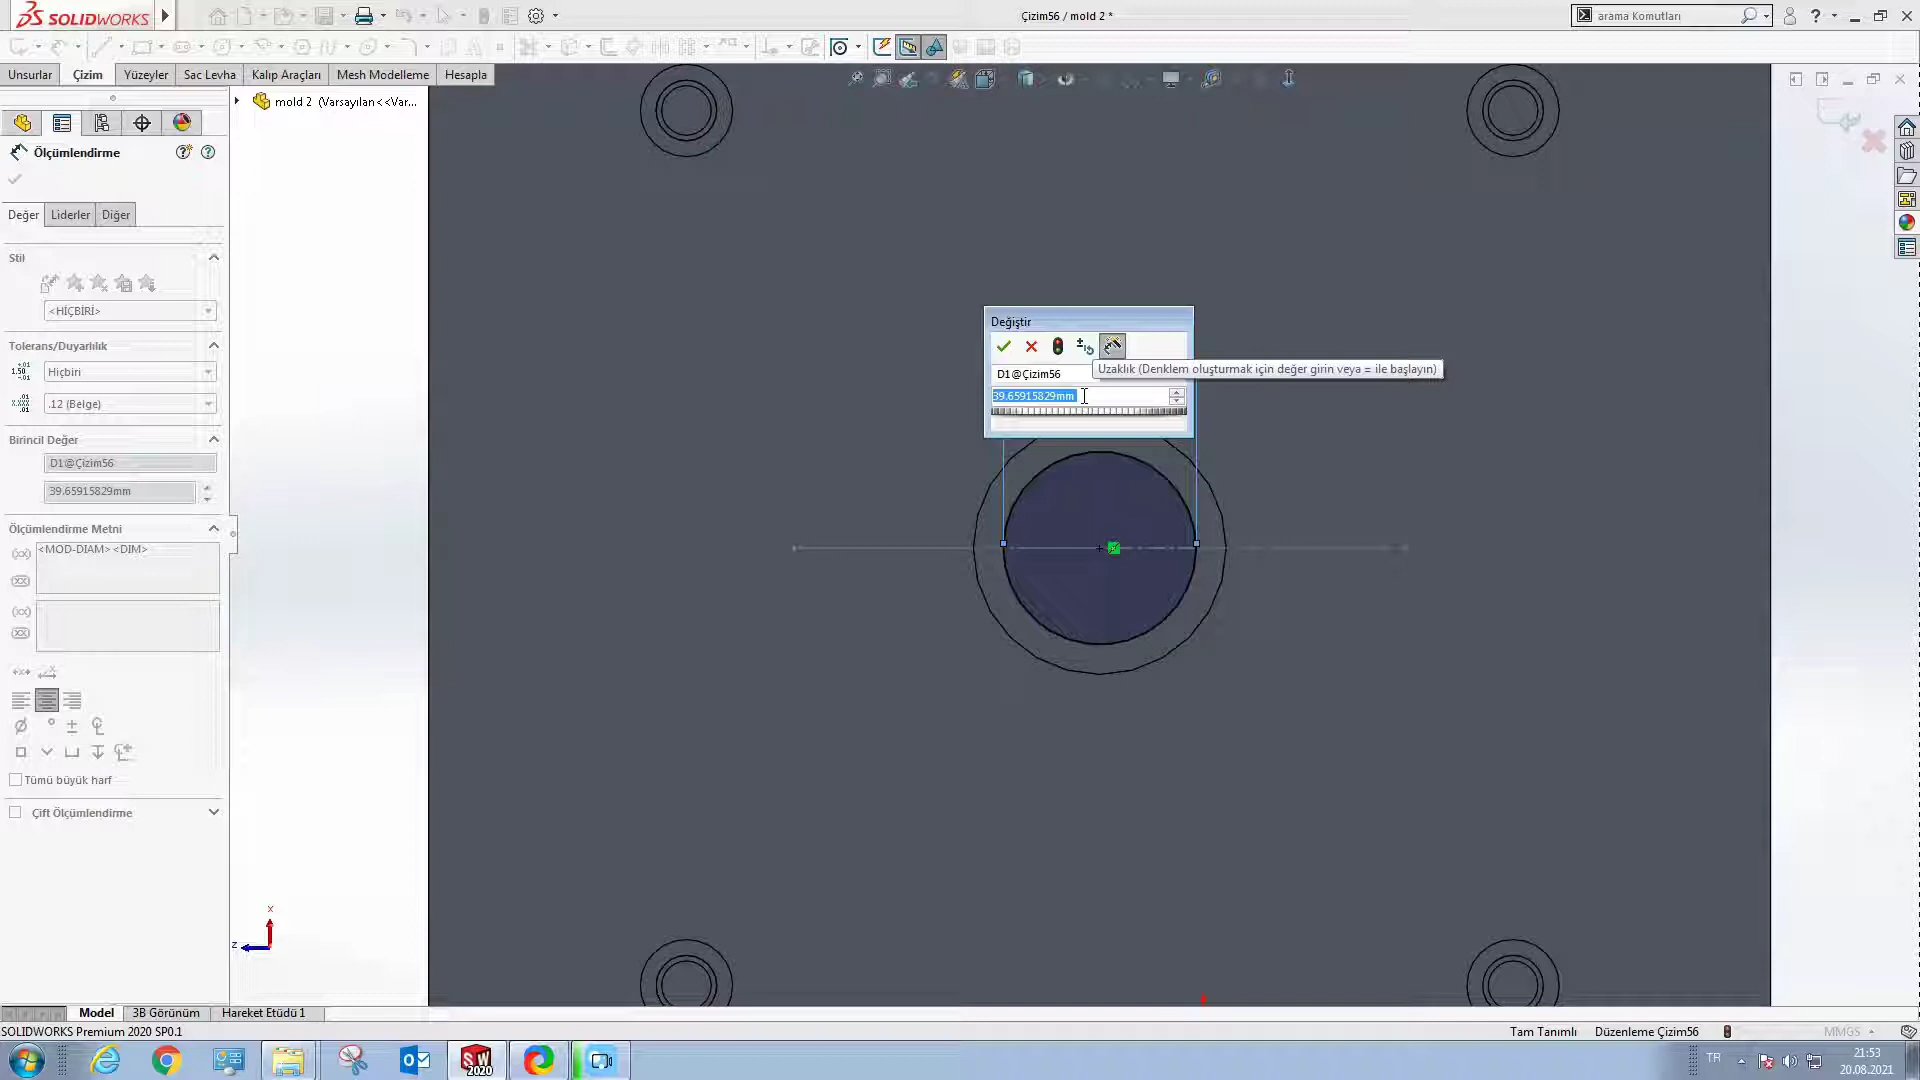 SOLIDWORKS
Çizim56 / mold 2 *
arama Komutları
Unsurlar
Çizim
Yüzeyler
Sac Levha
Kalıp Araçları
Mesh Modelleme
Hesapla
mold 2 (Varsayılan<<Var...
Ölçümlendirme
Değer
Liderler
Diğer
Stil
<HİÇBİRİ>
Tolerans/Duyarlılık
Hiçbiri
.12 (Belge)
Birincil Değer
D1@Çizim56
39.65915829mm
Ölçümlendirme Metni
<MOD-DIAM><DIM>
Tümü büyük harf
Çift Ölçümlendirme
Değiştir
D1@Çizim56
Uzaklık (Denklem oluşturmak için değer girin veya = ile başlayın)
39.65915829mm
x
z
Model
3B Görünüm
Hareket Etüdü 1
SOLIDWORKS Premium 2020 SP0.1
Tam Tanımlı
Düzenleme Çizim56
MMGS
SW
2020
TR
21:53
20.08.2021